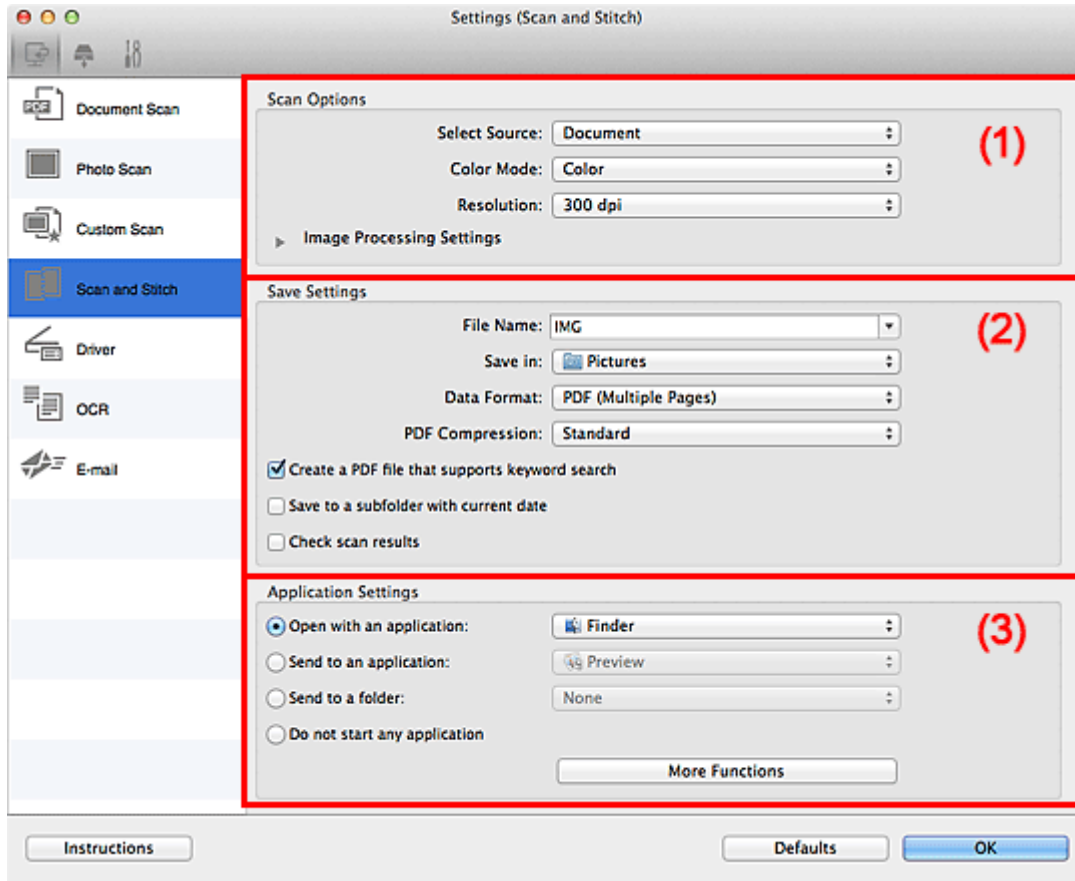 Settings (Scan and Stitch)
Document Scan
Photo Scan
Custom Scan
Scan and Stitch
Driver
OCR
E-mail
Scan Options
(1)
Select Source: Document
Color Mode: Color
Resolution: 300 dpi
Image Processing Settings
Save Settings
(2)
File Name: IMG
Save in: Pictures
Data Format: PDF (Multiple Pages)
PDF Compression: Standard
Create a PDF file that supports keyword search
Save to a subfolder with current date
Check scan results
Application Settings
(3)
Open with an application: Finder
Send to an application: Preview
Send to a folder: None
Do not start any application
More Functions
Instructions
Defaults
OK